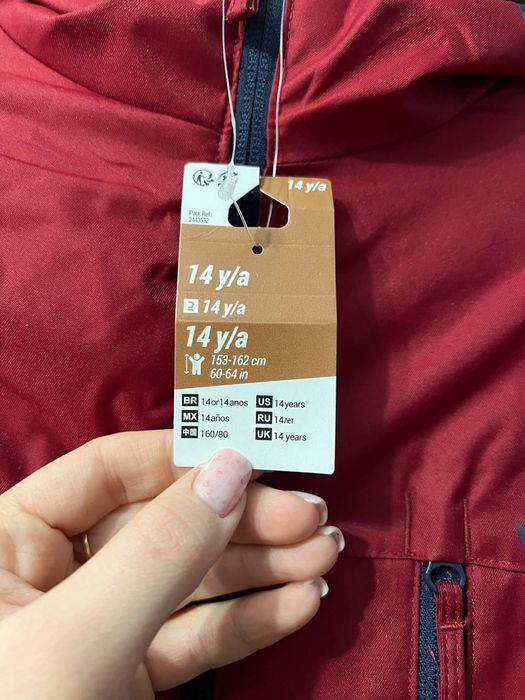 14 y/a
Pack Ref :
2443532
14 y/a
14 y/a
14 y/a
153-162 cm
60-64 in
BR 14or14anos
US 14years
MX 14años
RU 14лет
中国 160/80
UK 14 years